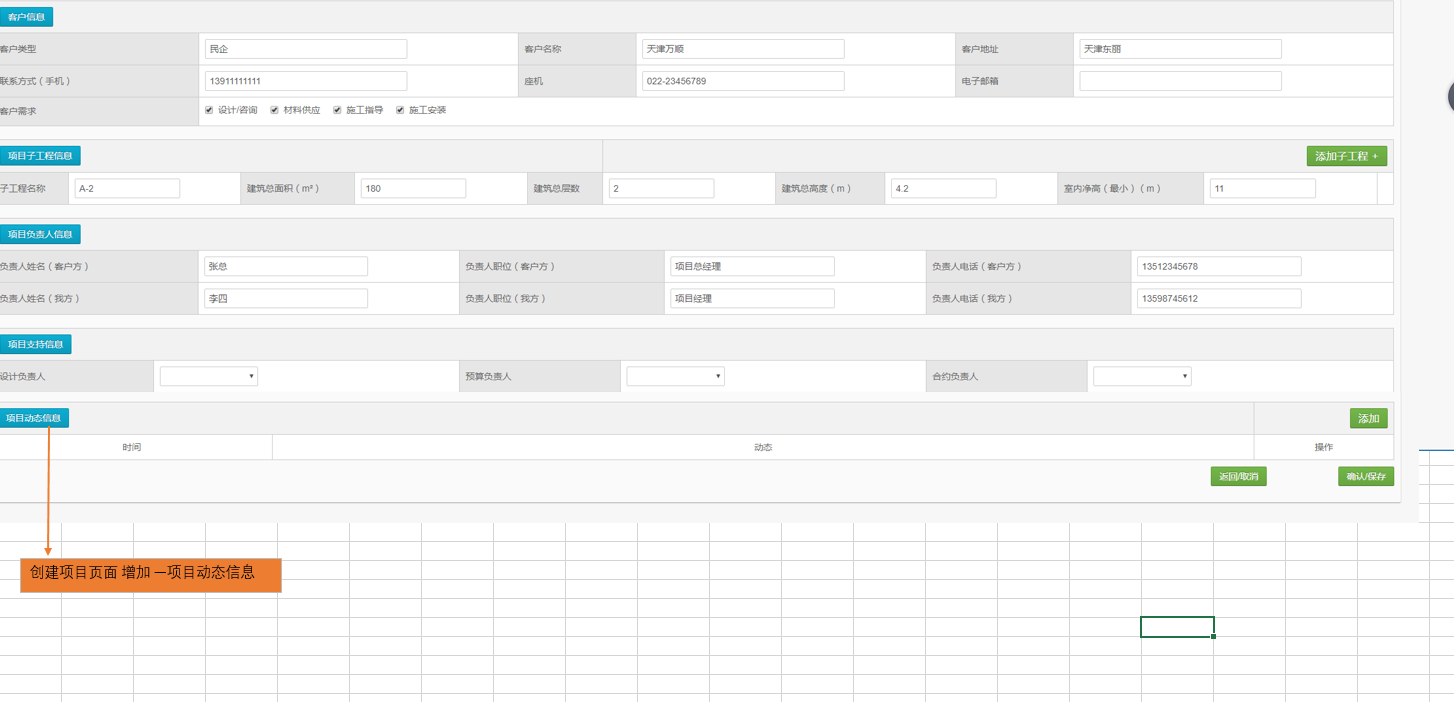 客户信息
客户类型 民企 客户名称 天津万顺 客户地址 天津东丽
联系方式（手机） 13911111111 座机 022-23456789 电子邮箱
客户需求 设计/咨询 材料供应 施工指导 施工安装
项目子工程信息 添加子工程 +
子工程名称 A-2 建筑总面积（m²） 180 建筑总层数 2 建筑总高度（m） 4.2 室内净高（最小）（m） 11
项目负责人信息
负责人姓名（客户方） 张总 负责人职位（客户方） 项目总经理 负责人电话（客户方） 13512345678
负责人姓名（我方） 李四 负责人职位（我方） 项目经理 负责人电话（我方） 13598745612
项目支持信息
设计负责人 预算负责人 合约负责人
项目动态信息 添加
时间 动态 操作
返回/取消 确认/保存
创建项目页面 增加 一项目动态信息